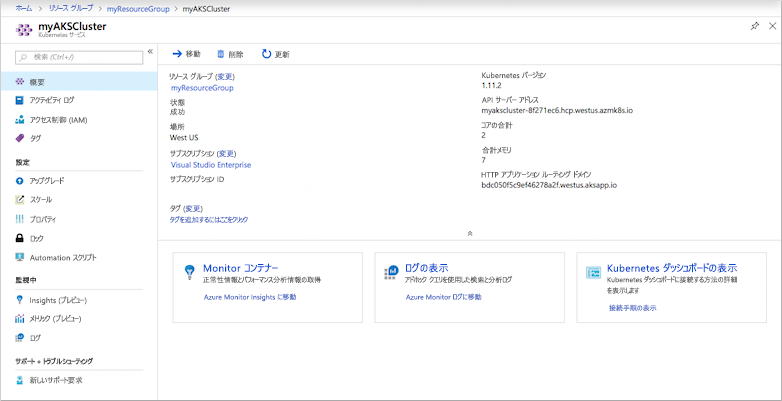 ホーム > リソース グループ > myResourceGroup > myAKSCluster
myAKSCluster
Kubernetes サービス
検索 (Ctrl+/)
概要
アクティビティ ログ
アクセス制御 (IAM)
タグ
設定
アップグレード
スケール
プロパティ
ロック
Automation スクリプト
監視中
Insights (プレビュー)
メトリック (プレビュー)
ログ
サポート + トラブルシューティング
新しいサポート要求
移動 削除 更新
リソース グループ (変更)
myResourceGroup
状態
成功
場所
West US
サブスクリプション (変更)
Visual Studio Enterprise
サブスクリプション ID
タグ (変更)
タグを追加するにはここをクリック
Kubernetes バージョン
1.11.2
API サーバー アドレス
myakscluster-8f271ec6.hcp.westus.azmk8s.io
コアの合計
2
合計メモリ
7
HTTP アプリケーション ルーティング ドメイン
bdc050f5c9ef46278a2f.westus.aksapp.io
Monitor コンテナー
正常性情報とパフォーマンス分析情報の取得
Azure Monitor Insights に移動
ログの表示
アドホック クエリを使用した検索と分析ログ
Azure Monitor ログに移動
Kubernetes ダッシュボードの表示
Kubernetes ダッシュボードに接続する方法の詳細
を表示します
接続手順の表示